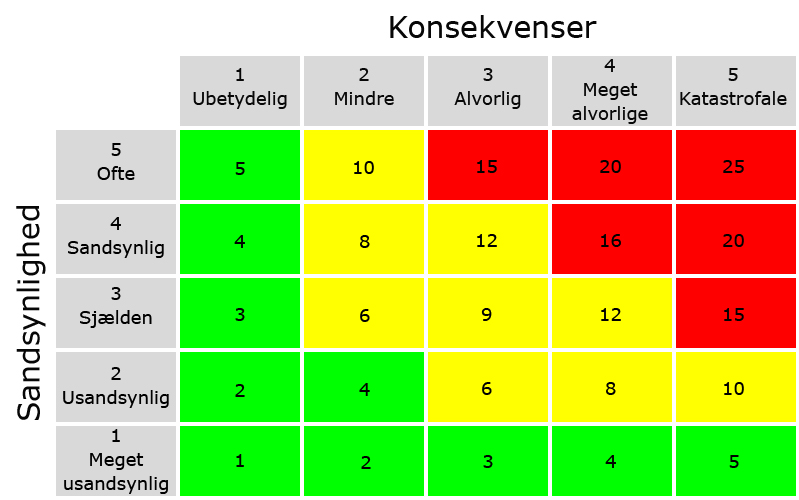 Konsekvenser
1
Ubetydelig
2
Mindre
3
Alvorlig
4
Meget
alvorlige
5
Katastrofale
Sandsynlighed
5
Ofte
5
10
15
20
25
4
Sandsynlig
4
8
12
16
20
3
Sjælden
3
6
9
12
15
2
Usandsynlig
2
4
6
8
10
1
Meget
usandsynlig
1
2
3
4
5